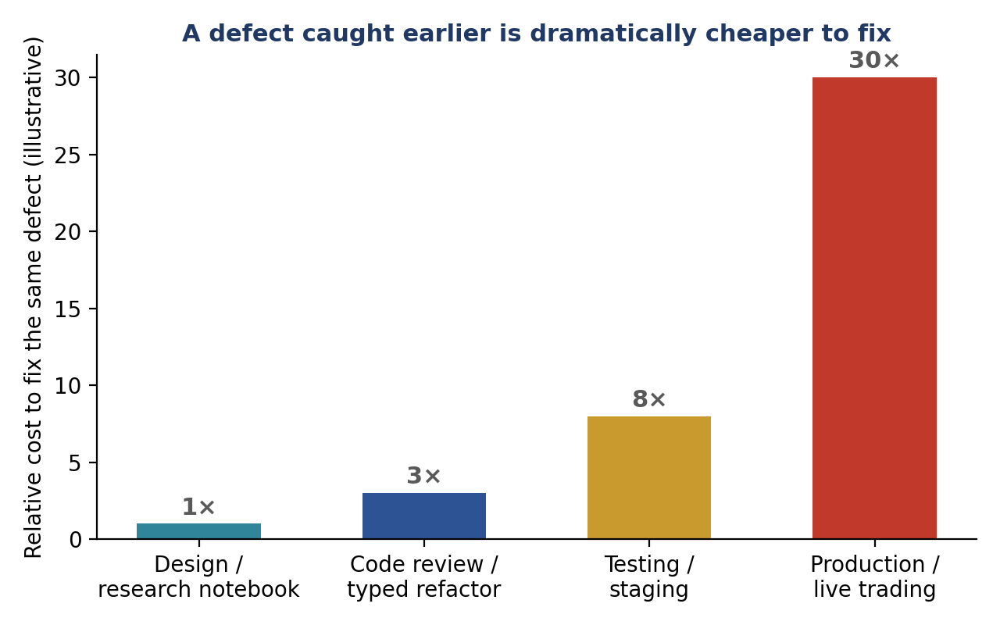 A defect caught earlier is dramatically cheaper to fix
Relative cost to fix the same defect (illustrative)
30
25
20
15
10
5
0
1×
3×
8×
30×
Design /
research notebook
Code review /
typed refactor
Testing /
staging
Production /
live trading